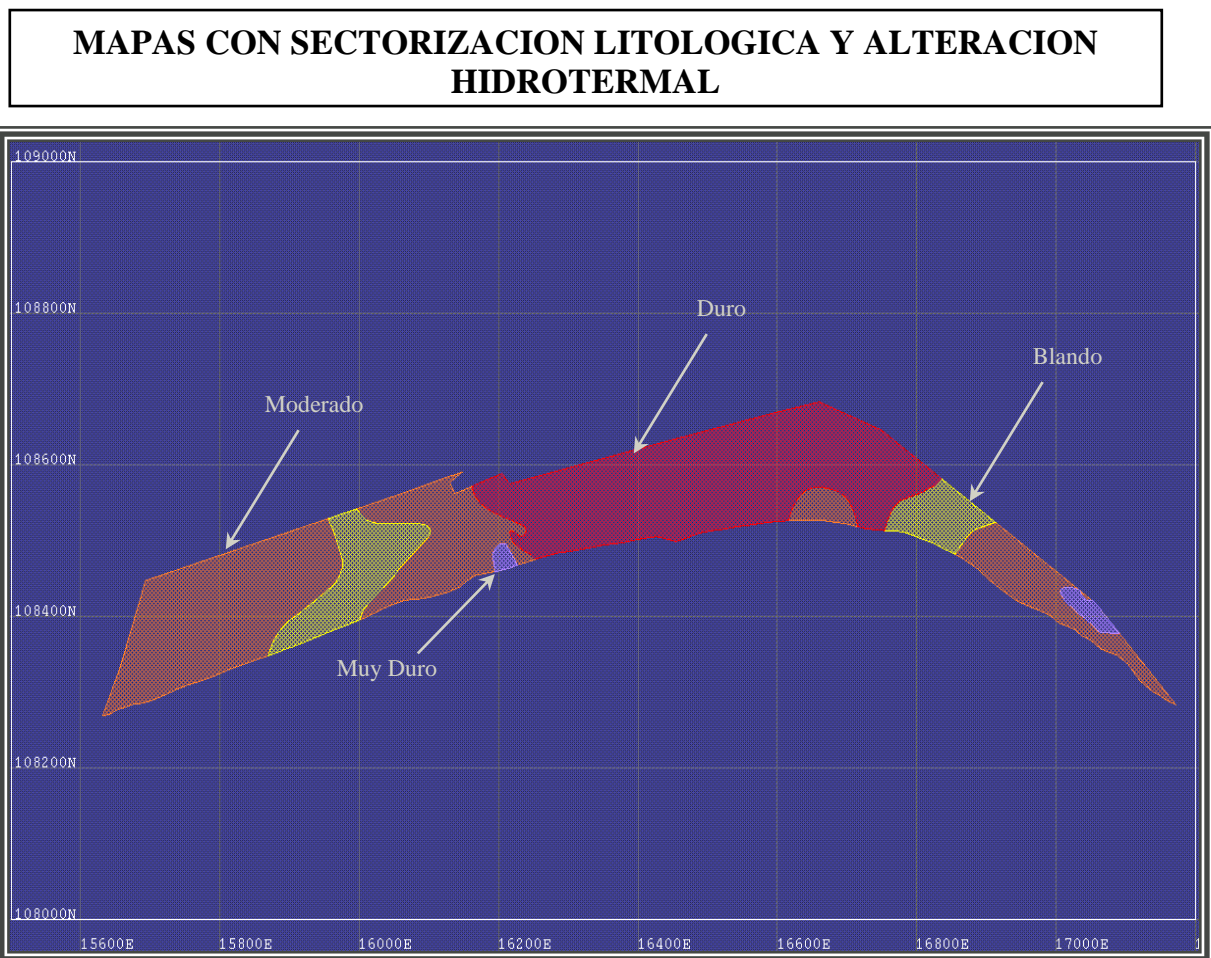 MAPAS CON SECTORIZACION LITOLOGICA Y ALTERACION
HIDROTERMAL
109000N
108800N
Duro
Blando
Moderado
108600N
108400N
Muy Duro
108200N
108000N
15600E
15800E
16000E
16200E
16400E
16600E
16800E
17000E
1